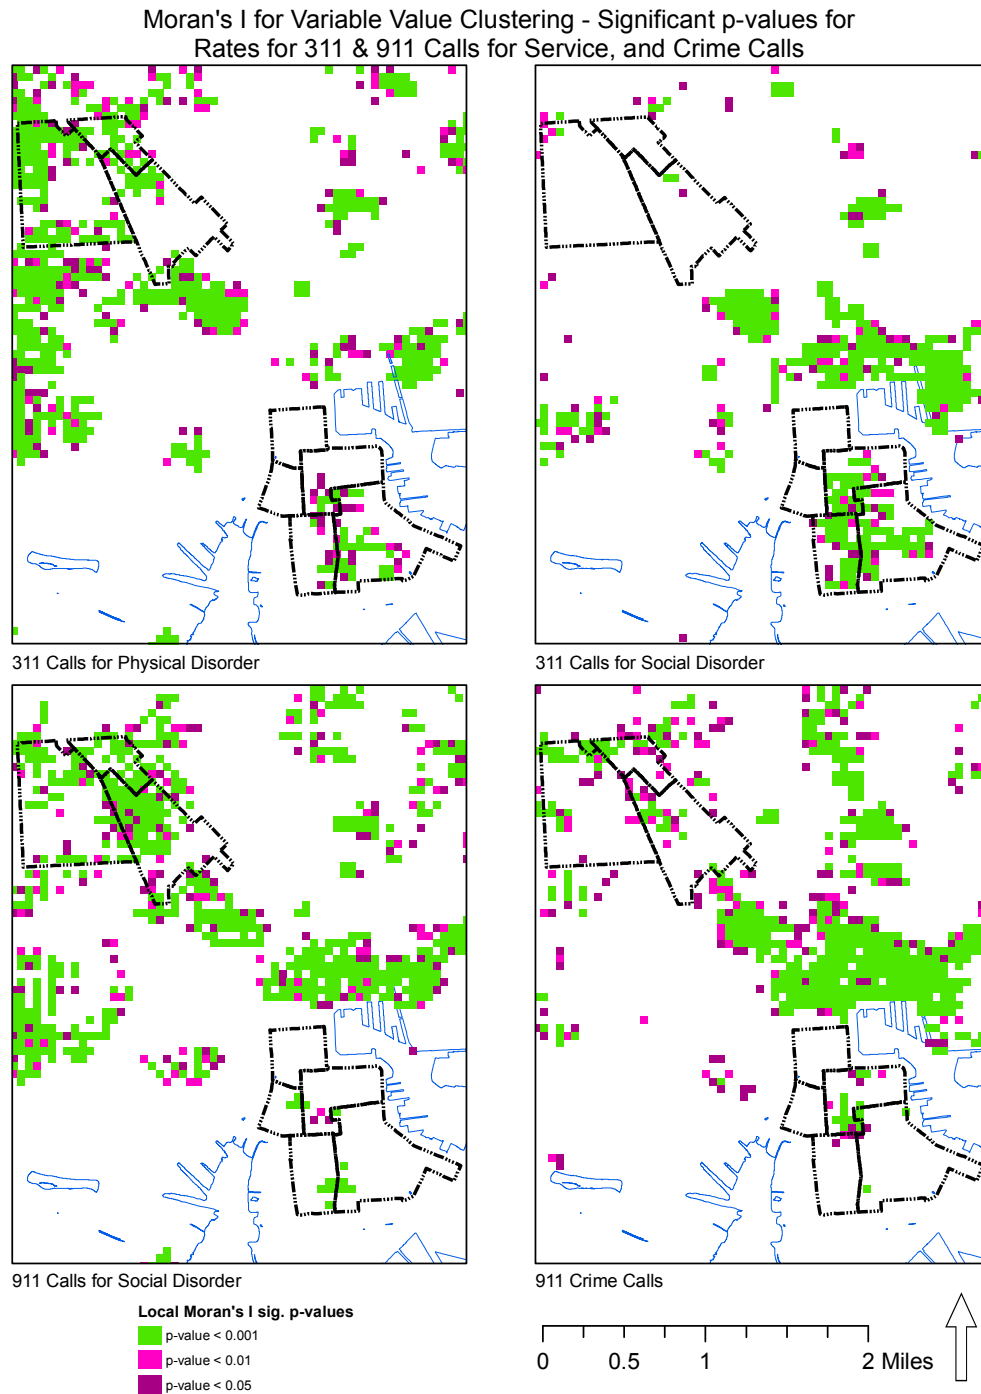 Moran's I for Variable Value Clustering - Significant p-values for
Rates for 311 & 911 Calls for Service, and Crime Calls
311 Calls for Physical Disorder
311 Calls for Social Disorder
911 Calls for Social Disorder
911 Crime Calls
Local Moran's I sig. p-values
p-value < 0.001
p-value < 0.01
p-value < 0.05
0 0.5 1 2 Miles